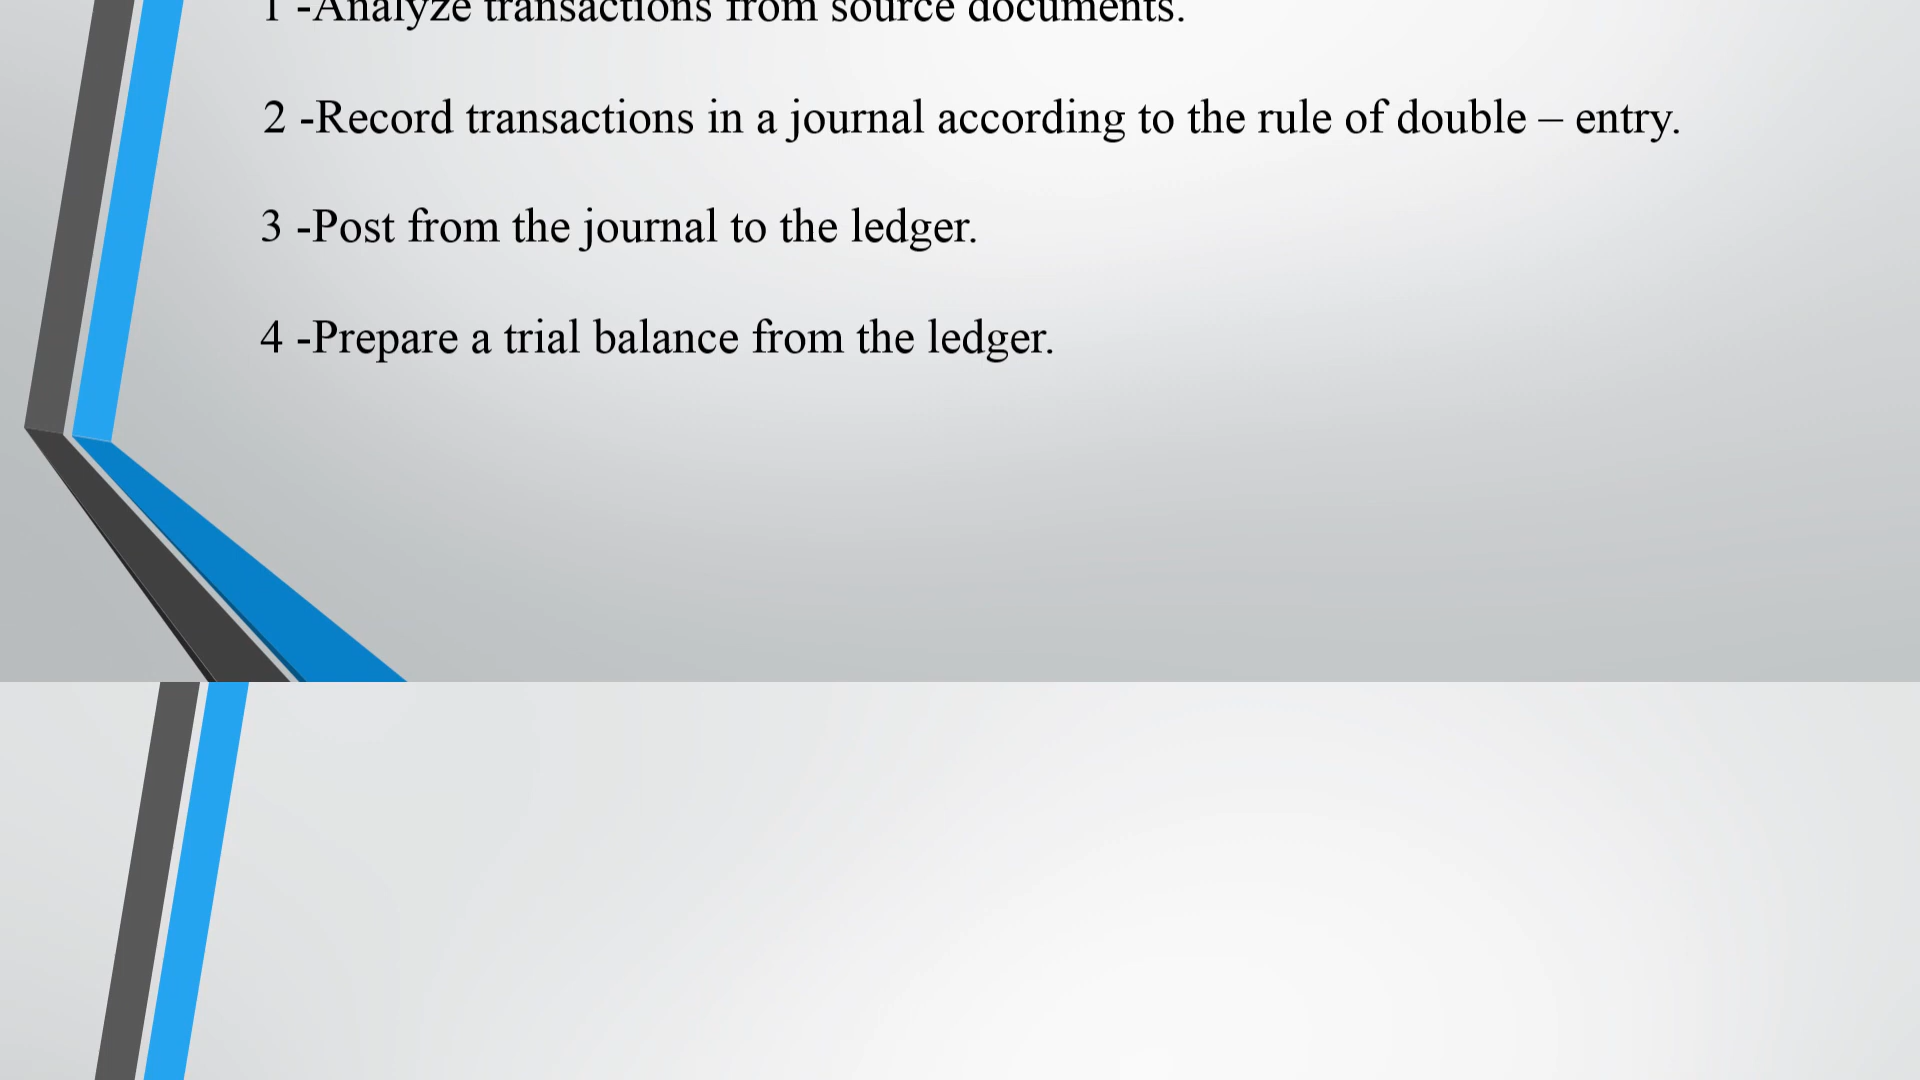 1 -Analyze transactions from source documents.
2 -Record transactions in a journal according to the rule of double – entry.
3 -Post from the journal to the ledger.
4 -Prepare a trial balance from the ledger.